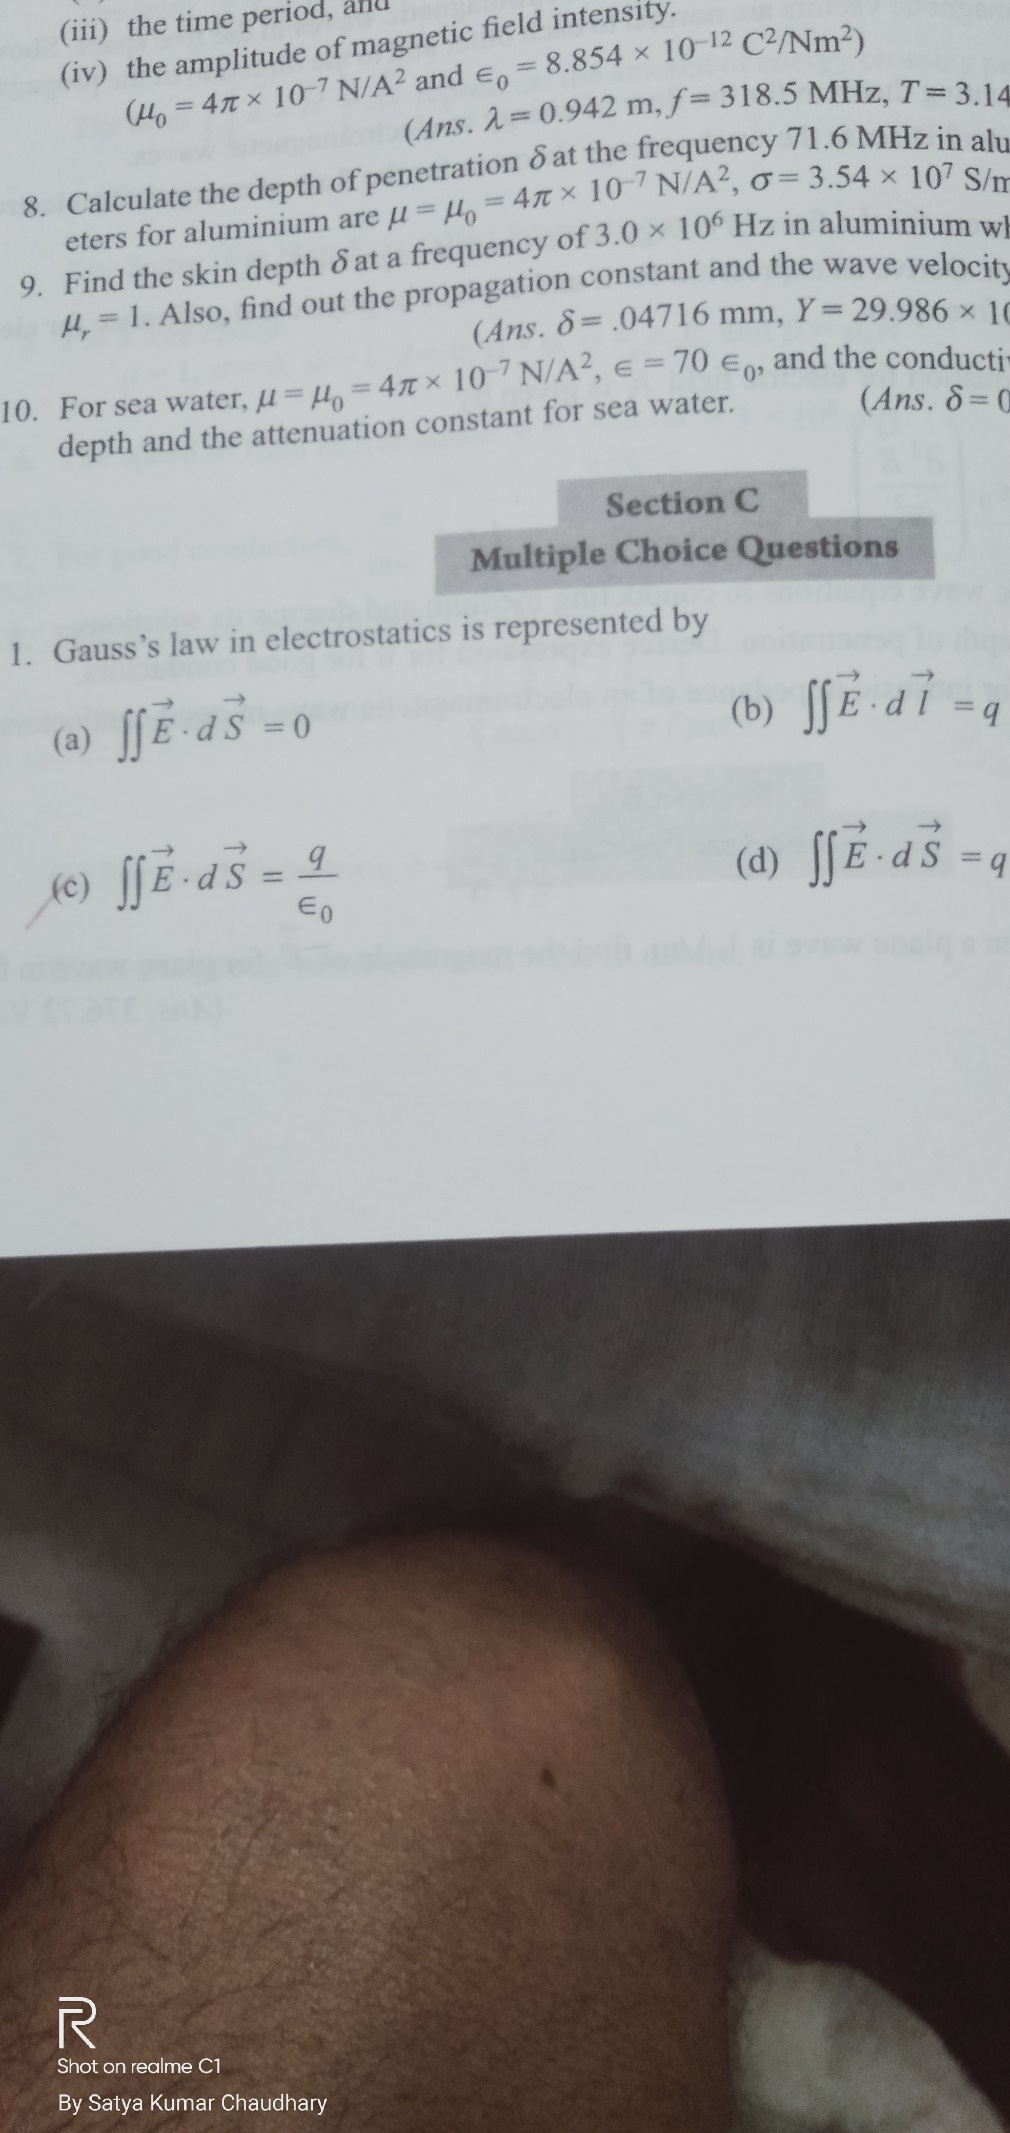 (iii) the time period, and
(iv) the amplitude of magnetic field intensity.
(μ₀ = 4π × 10⁻⁷ N/A² and ∈₀ = 8.854 × 10⁻¹² C²/Nm²)
(Ans. λ = 0.942 m, f = 318.5 MHz, T = 3.14
8. Calculate the depth of penetration δ at the frequency 71.6 MHz in alu
eters for aluminium are μ = μ₀ = 4π × 10⁻⁷ N/A², σ = 3.54 × 10⁷ S/m
9. Find the skin depth δ at a frequency of 3.0 × 10⁶ Hz in aluminium wh
μᵣ = 1. Also, find out the propagation constant and the wave velocity
(Ans. δ = .04716 mm, Y = 29.986 × 10
10. For sea water, μ = μ₀ = 4π × 10⁻⁷ N/A², ∈ = 70 ∈₀, and the conducti
depth and the attenuation constant for sea water. (Ans. δ = 0
Section C
Multiple Choice Questions
1. Gauss's law in electrostatics is represented by
(a) ∬ E⃗ · d S⃗ = 0 (b) ∬ E⃗ · d l⃗ = q
(c) ∬ E⃗ · d S⃗ = q/∈₀ (d) ∬ E⃗ · d S⃗ = q
R
Shot on realme C1
By Satya Kumar Chaudhary